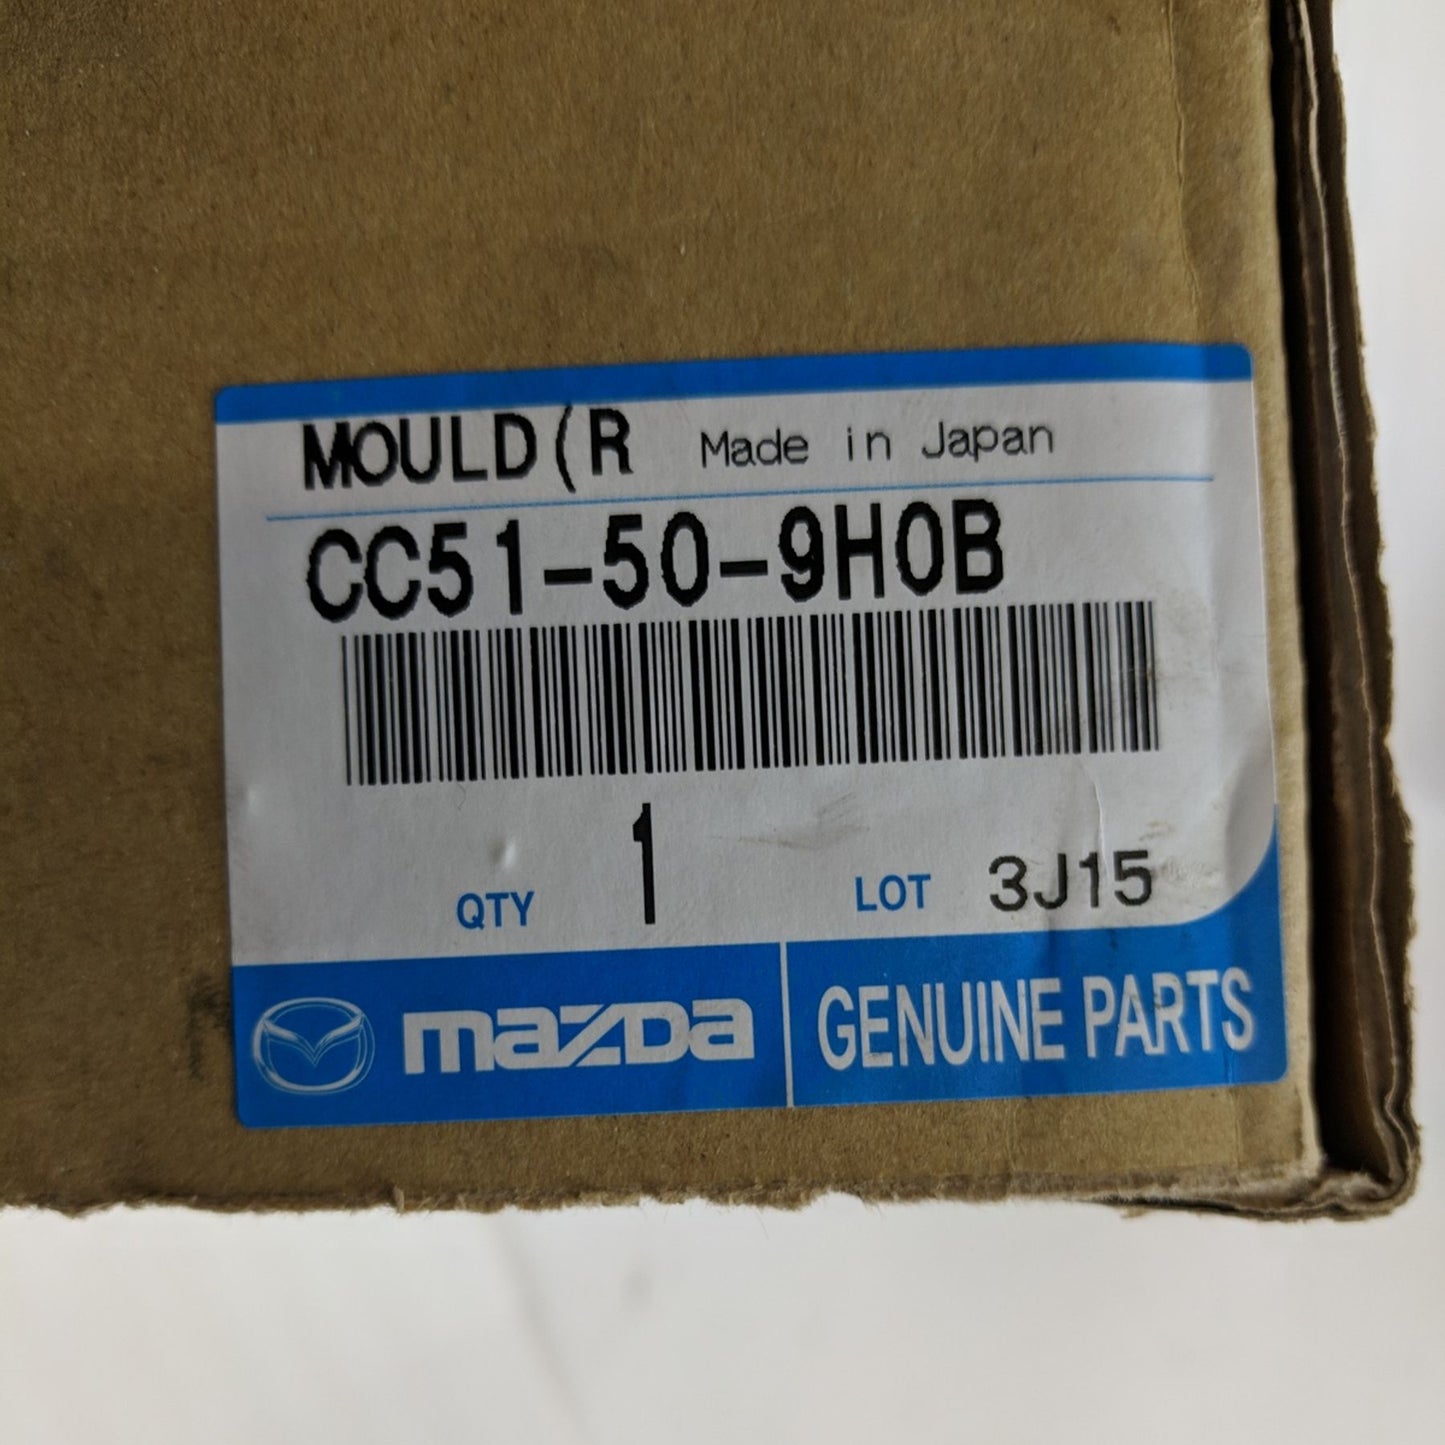 MOULD(R Made in Japan
CC51-50-9H0B
QTY 1 LOT 3J15
mazda GENUINE PARTS